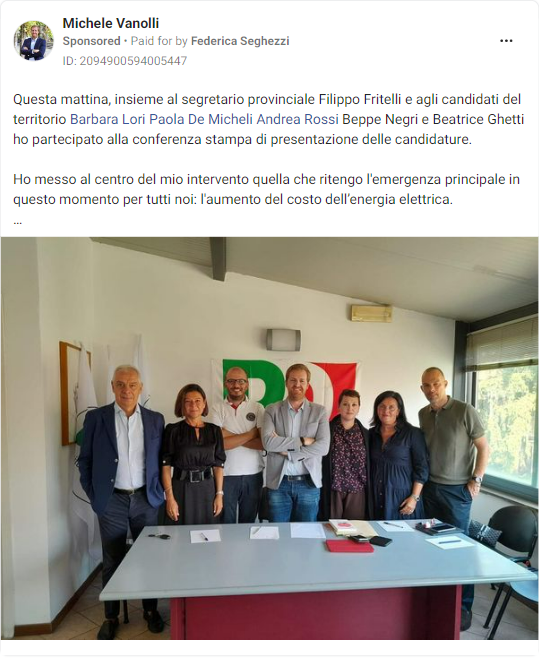 Michele Vanolli
Sponsored • Paid for by Federica Seghezzi
ID: 2094900594005447
Questa mattina, insieme al segretario provinciale Filippo Fritelli e agli candidati del
territorio Barbara Lori Paola De Micheli Andrea Rossi Beppe Negri e Beatrice Ghetti
ho partecipato alla conferenza stampa di presentazione delle candidature.
Ho messo al centro del mio intervento quella che ritengo l'emergenza principale in
questo momento per tutti noi: l'aumento del costo dell'energia elettrica.
...
PD